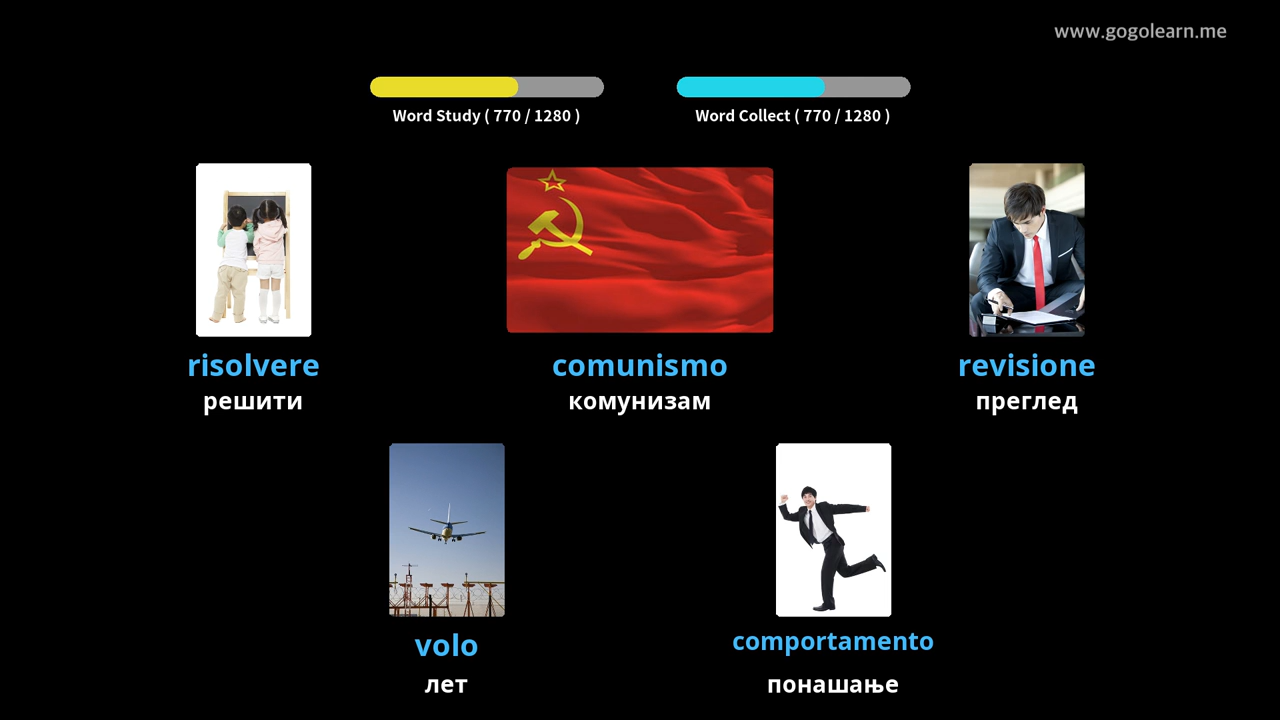 www.gogolearn.me
Word Study ( 770 / 1280 )
Word Collect ( 770 / 1280 )
risolvere
решити
comunismo
комунизам
revisione
преглед
volo
лет
comportamento
понашање